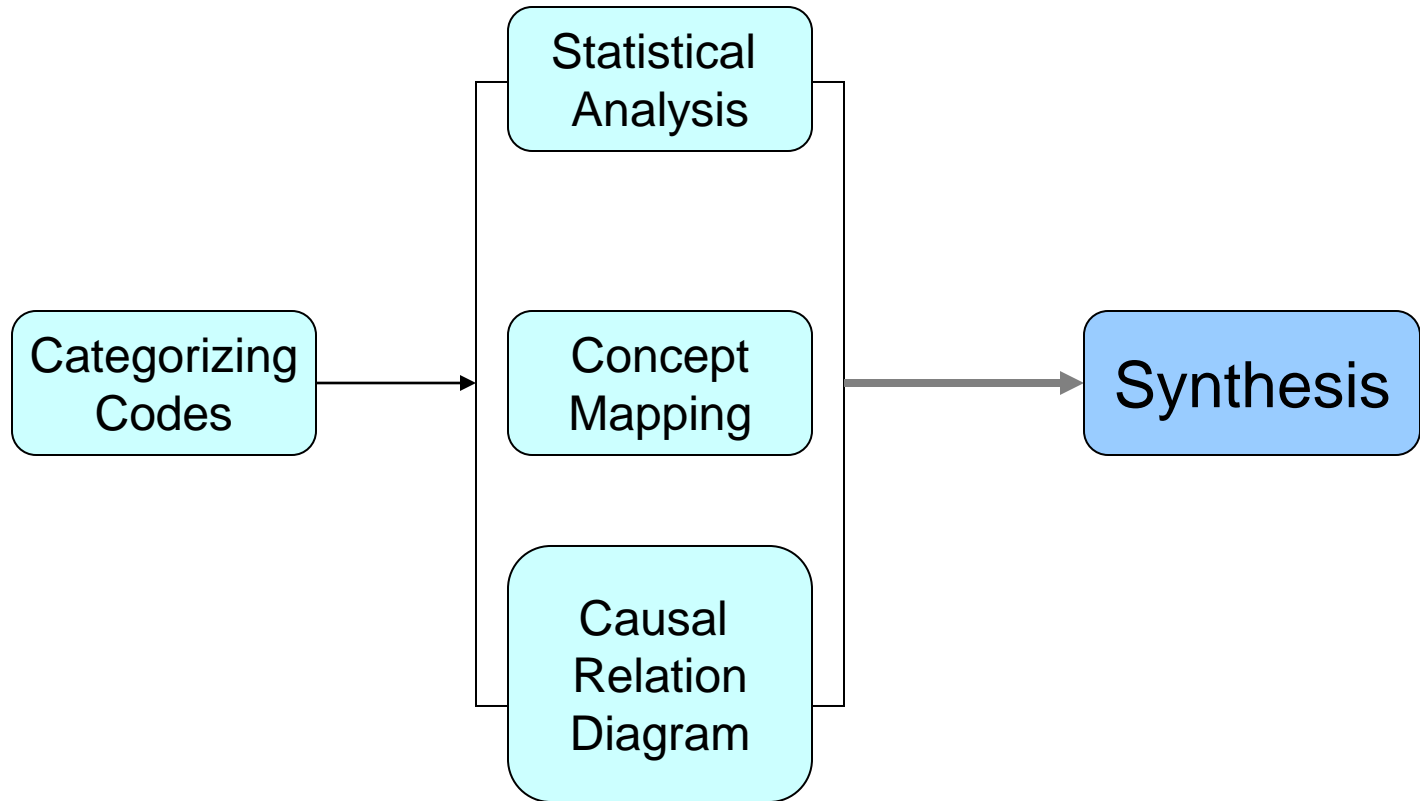 Categorizing
Codes
Statistical
Analysis
Concept
Mapping
Causal
Relation
Diagram
Synthesis